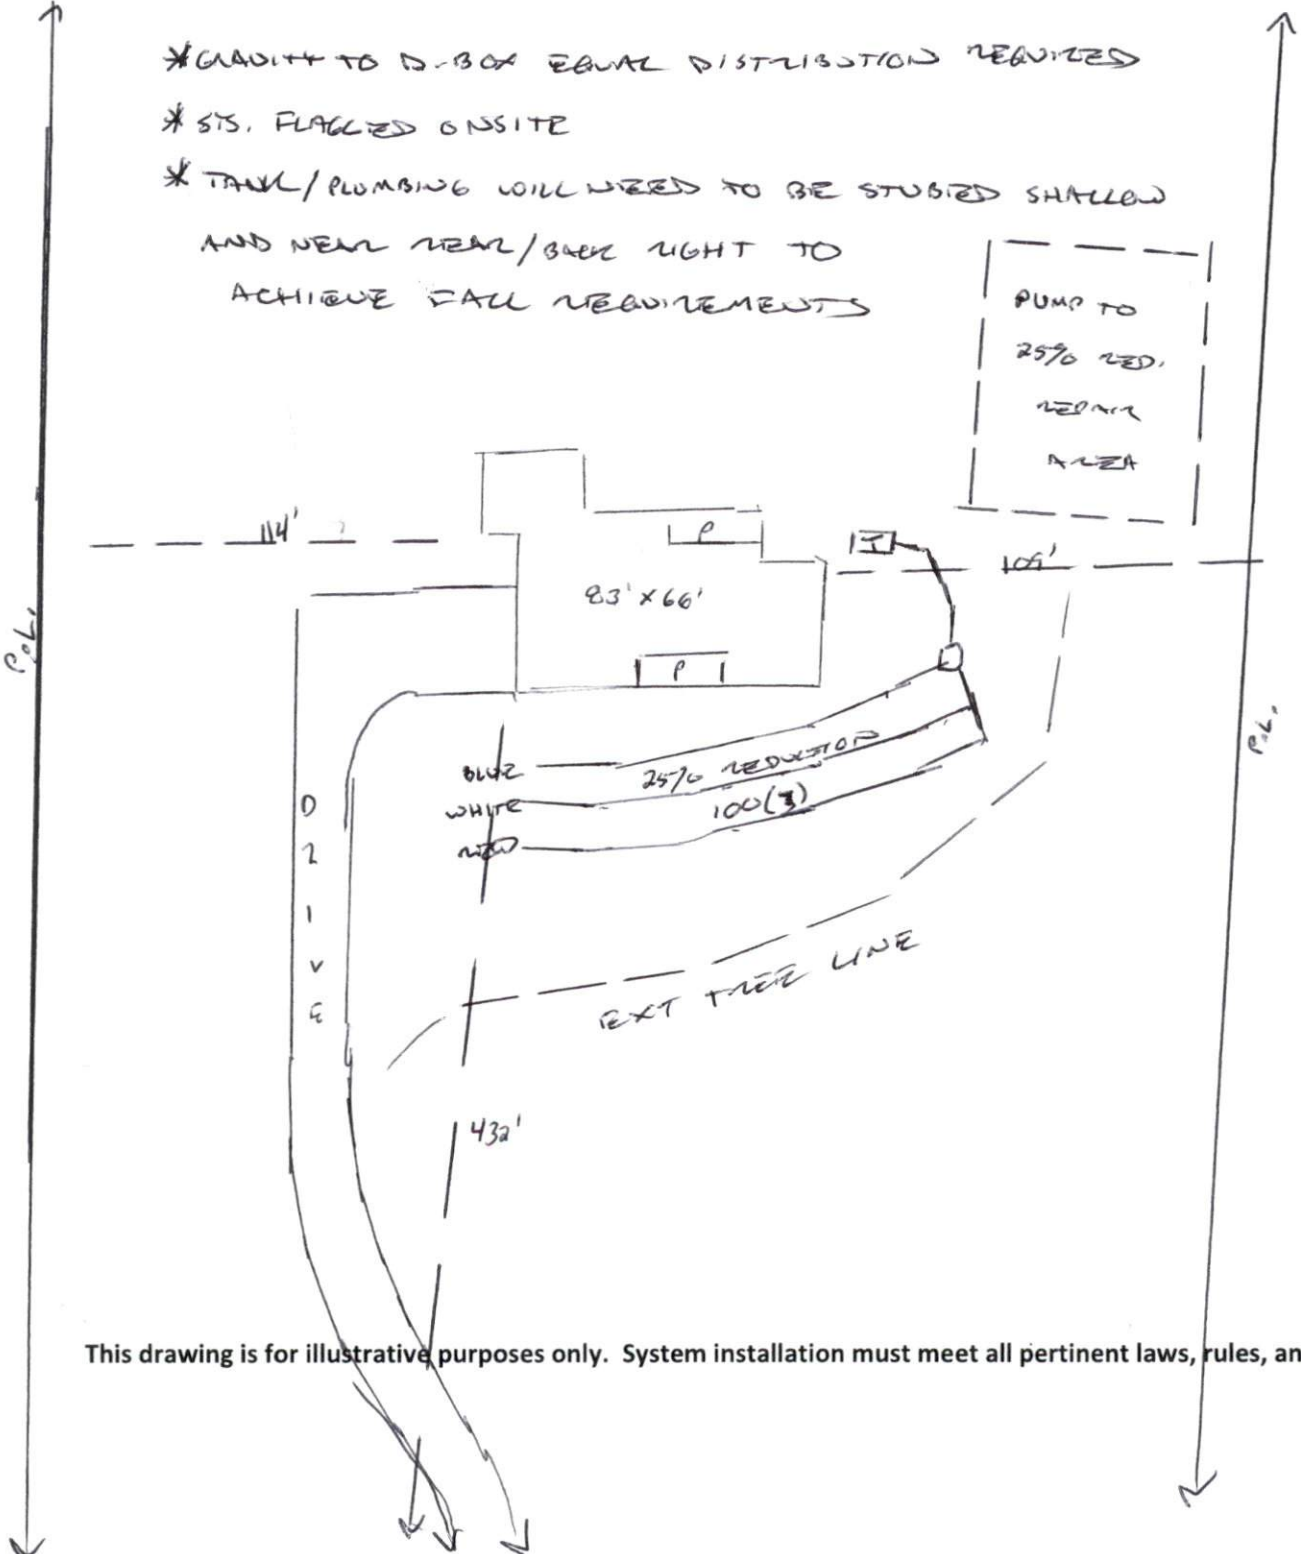 * GRAVITY TO D-BOX EQUAL DISTRIBUTION REQUIRED
* SYS. FLAGGED ONSITE
* TANK/PLUMBING WILL NEED TO BE STUBBED SHALLOW
AND NEAR REAR/BACK RIGHT TO
ACHIEVE FALL REQUIREMENTS
PUMP TO
25% RED.
REPAIR
AREA
114'
P
T
83' X 66'
P.L.
P
P.L.
25% REDUCTION
BLUE
100(3)
WHITE
RED
DRIVE
EXT TREE LINE
432'
This drawing is for illustrative purposes only. System installation must meet all pertinent laws, rules, an